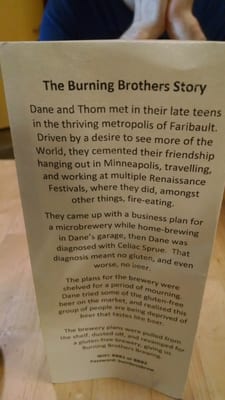 The Burning Brothers Story
Dane and Thom met in their late teens
in the thriving metropolis of Faribault.
Driven by a desire to see more of the
World, they cemented their friendship
hanging out in Minneapolis, travelling,
and working at multiple Renaissance
Festivals, where they did, amongst
other things, fire-eating.
They came up with a business plan for
a microbrewery while home-brewing
in Dane's garage, then Dane was
diagnosed with Celiac Sprue. That
diagnosis meant no gluten, and even
worse, no beer.
The plans for the brewery were
shelved for a period of mourning.
Dane tried some of the gluten-free
beer on the market, and realized this
group of people are being deprived of
beer that tastes like beer.
The brewery plans were pulled from
the shelf, dusted off, and revamped for
a gluten-free brewery, giving us
Burning Brothers Brewing.